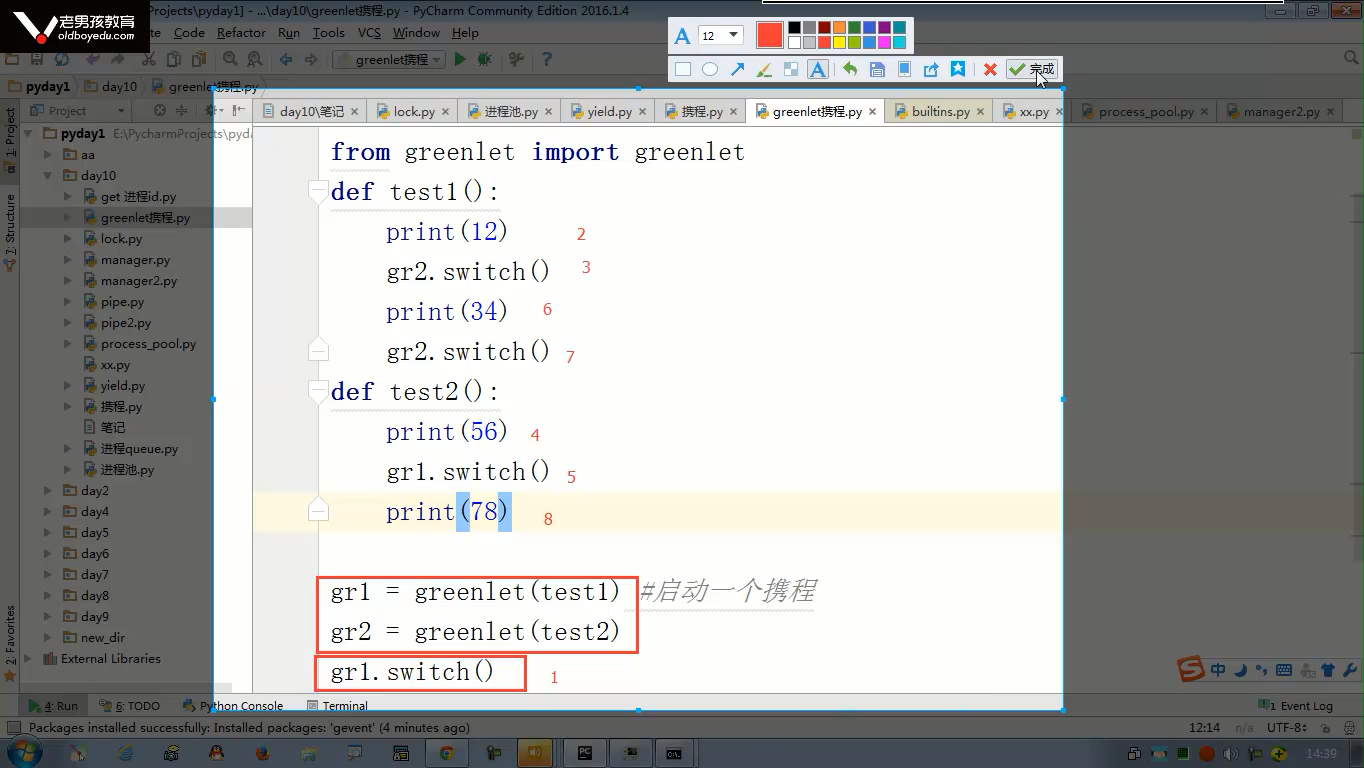 老男孩教育
oldboyedu.com
day10\greenlet携程.py - PyCharm Community Edition 2016.1.4
Code Refactor Run Tools VCS Window Help
12
greenlet携程
完成
pyday1 day10 greenlet携程.py
Project
day10\笔记 lock.py 进程池.py yield.py 携程.py greenlet携程.py builtins.py xx.py process_pool.py manager2.py
1: Project
7: Structure
2: Favorites
pyday1 E:\PycharmProjects\pyda
aa
day10
get 进程id.py
greenlet携程.py
lock.py
manager.py
manager2.py
pipe.py
pipe2.py
process_pool.py
xx.py
yield.py
携程.py
笔记
进程queue.py
进程池.py
day2
day4
day5
day6
day7
day8
day9
new_dir
External Libraries
from greenlet import greenlet
def test1():
print(12) 2
gr2.switch() 3
print(34) 6
gr2.switch() 7
def test2():
print(56) 4
gr1.switch() 5
print(78) 8
gr1 = greenlet(test1) #启动一个携程
gr2 = greenlet(test2)
gr1.switch() 1
中
4: Run 6: TODO Python Console Terminal 1 Event Log
Packages installed successfully: Installed packages: 'gevent' (4 minutes ago) 12:14 n/a UTF-8
14:39